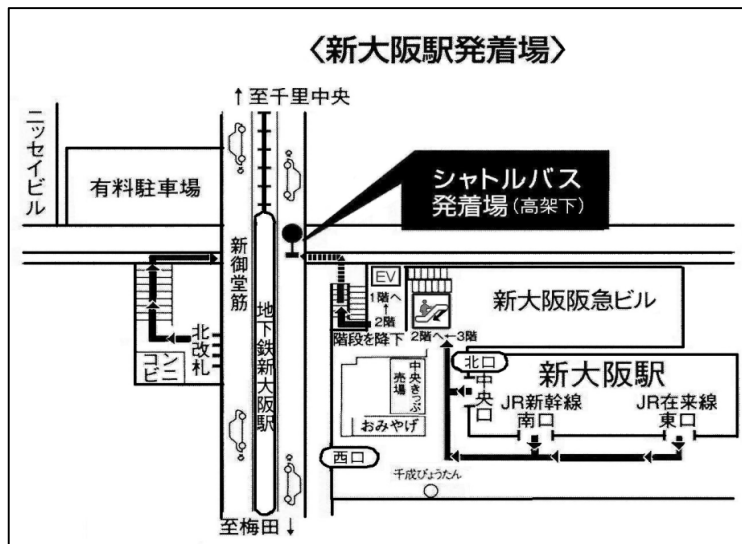 〈新大阪駅発着場〉
↑至千里中央
ニッセイビル
有料駐車場
シャトルバス
発着場(高架下)
新御堂筋
地下鉄新大阪駅
EV
1階へ
↑
2階
階段を降下
2階へ←3階
新大阪阪急ビル
北改札
コンビニ
中央きっぷ
売場
おみやげ
北口
中央口
新大阪駅
JR新幹線
南口
JR在来線
東口
西口
千成びょうたん
至梅田↓